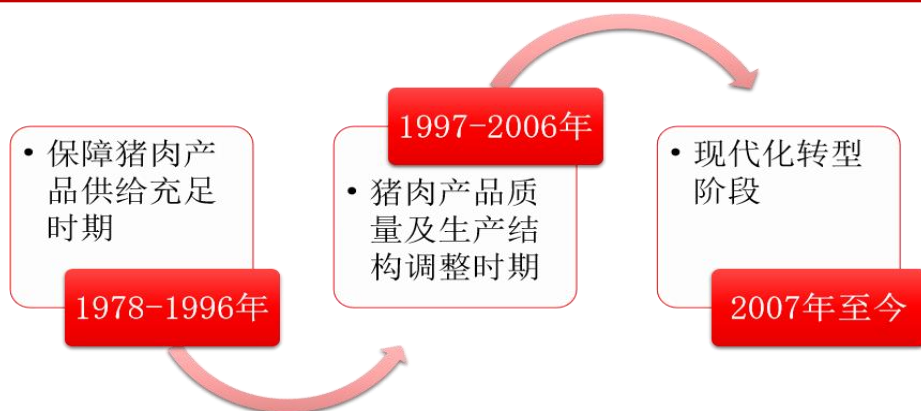 • 保障猪肉产
品供给充足
时期
1978-1996年
1997-2006年
• 猪肉产品质
量及生产结
构调整时期
• 现代化转型
阶段
2007年至今